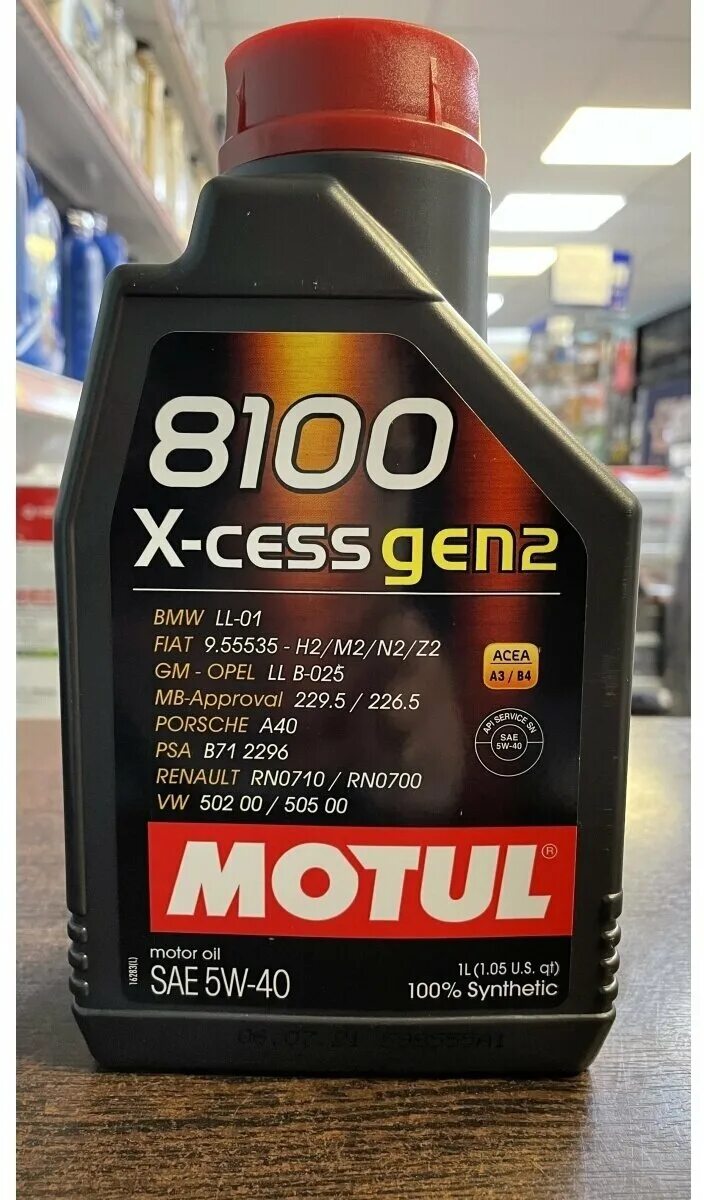 8100
X-cess gen2
BMW LL-01
FIAT 9.55535 - H2/M2/N2/Z2
GM - OPEL LL B-025
MB-Approval 229.5 / 226.5
PORSCHE A40
PSA B71 2296
RENAULT RN0710 / RN0700
VW 502 00 / 505 00
ACEA
A3 / B4
API SERVICE SN
SAE
5W-40
MOTUL®
motor oil
SAE 5W-40
1L (1.05 U.S. qt)
100% Synthetic
16283(L)